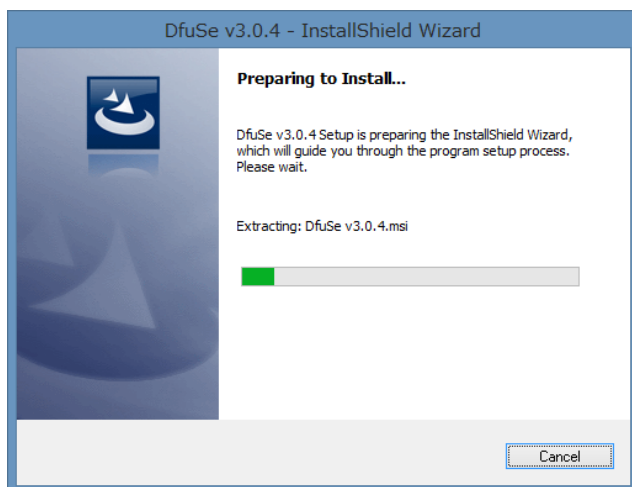 DfuSe v3.0.4 - InstallShield Wizard
Preparing to Install...
DfuSe v3.0.4 Setup is preparing the InstallShield Wizard,
which will guide you through the program setup process.
Please wait.
Extracting: DfuSe v3.0.4.msi
Cancel